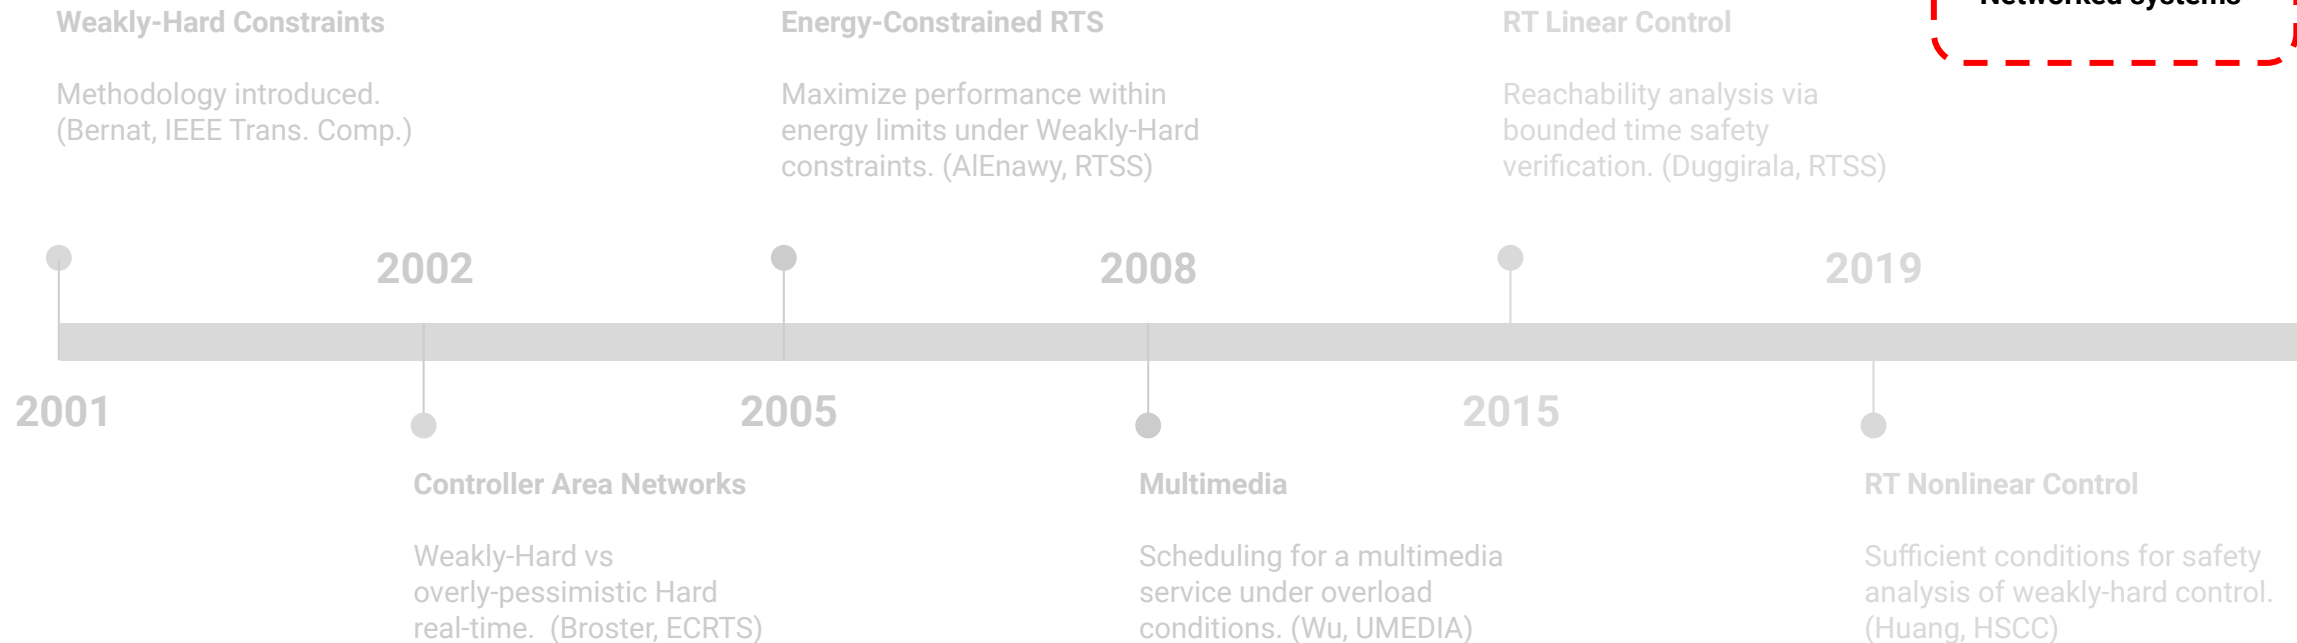 Networked systems
Weakly-Hard Constraints
Methodology introduced.
(Bernat, IEEE Trans. Comp.)
Energy-Constrained RTS
Maximize performance within
energy limits under Weakly-Hard
constraints. (AlEnawy, RTSS)
RT Linear Control
Reachability analysis via
bounded time safety
verification. (Duggirala, RTSS)
2002
2008
2019
2001
2005
2015
Controller Area Networks
Weakly-Hard vs
overly-pessimistic Hard
real-time. (Broster, ECRTS)
Multimedia
Scheduling for a multimedia
service under overload
conditions. (Wu, UMEDIA)
RT Nonlinear Control
Sufficient conditions for safety
analysis of weakly-hard control.
(Huang, HSCC)